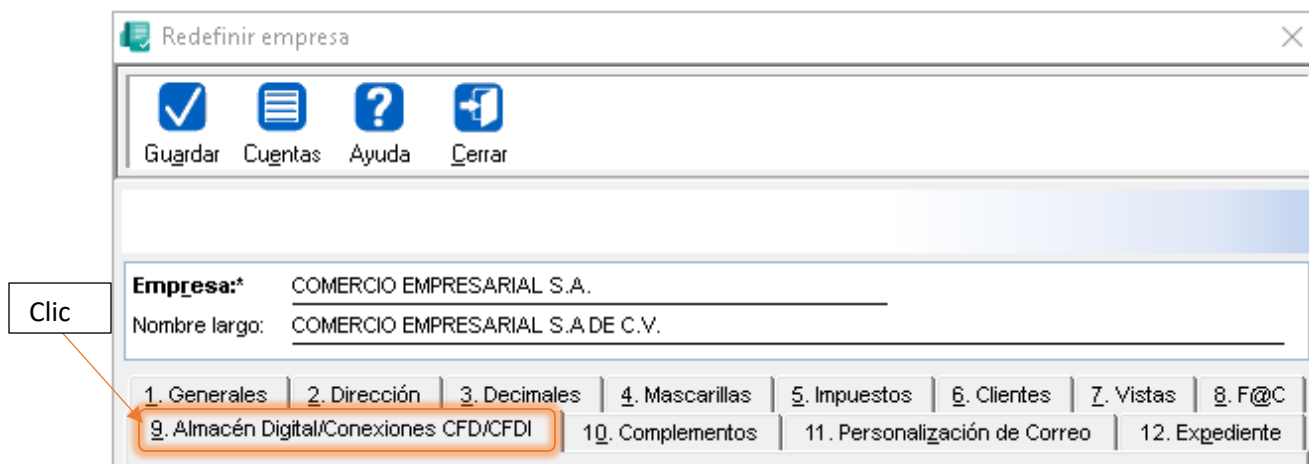 Redefinir empresa
Guardar Cuentas Ayuda Cerrar
Empresa:* COMERCIO EMPRESARIAL S.A.
Clic
Nombre largo: COMERCIO EMPRESARIAL S.A DE C.V.
1. Generales 2. Dirección 3. Decimales 4. Mascarillas 5. Impuestos 6. Clientes 7. Vistas 8. F@C
9. Almacén Digital/Conexiones CFD/CFDI 10. Complementos 11. Personalización de Correo 12. Expediente